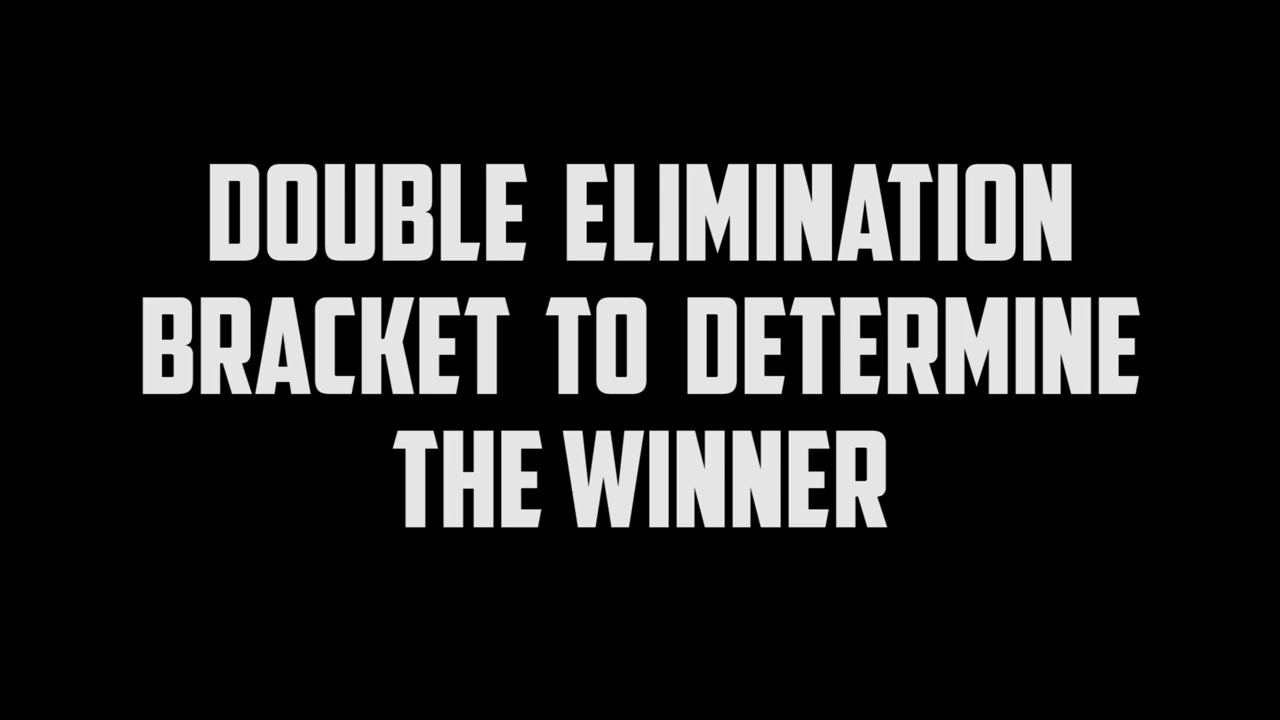 DOUBLE ELIMINATION
BRACKET TO DETERMINE
THE WINNER